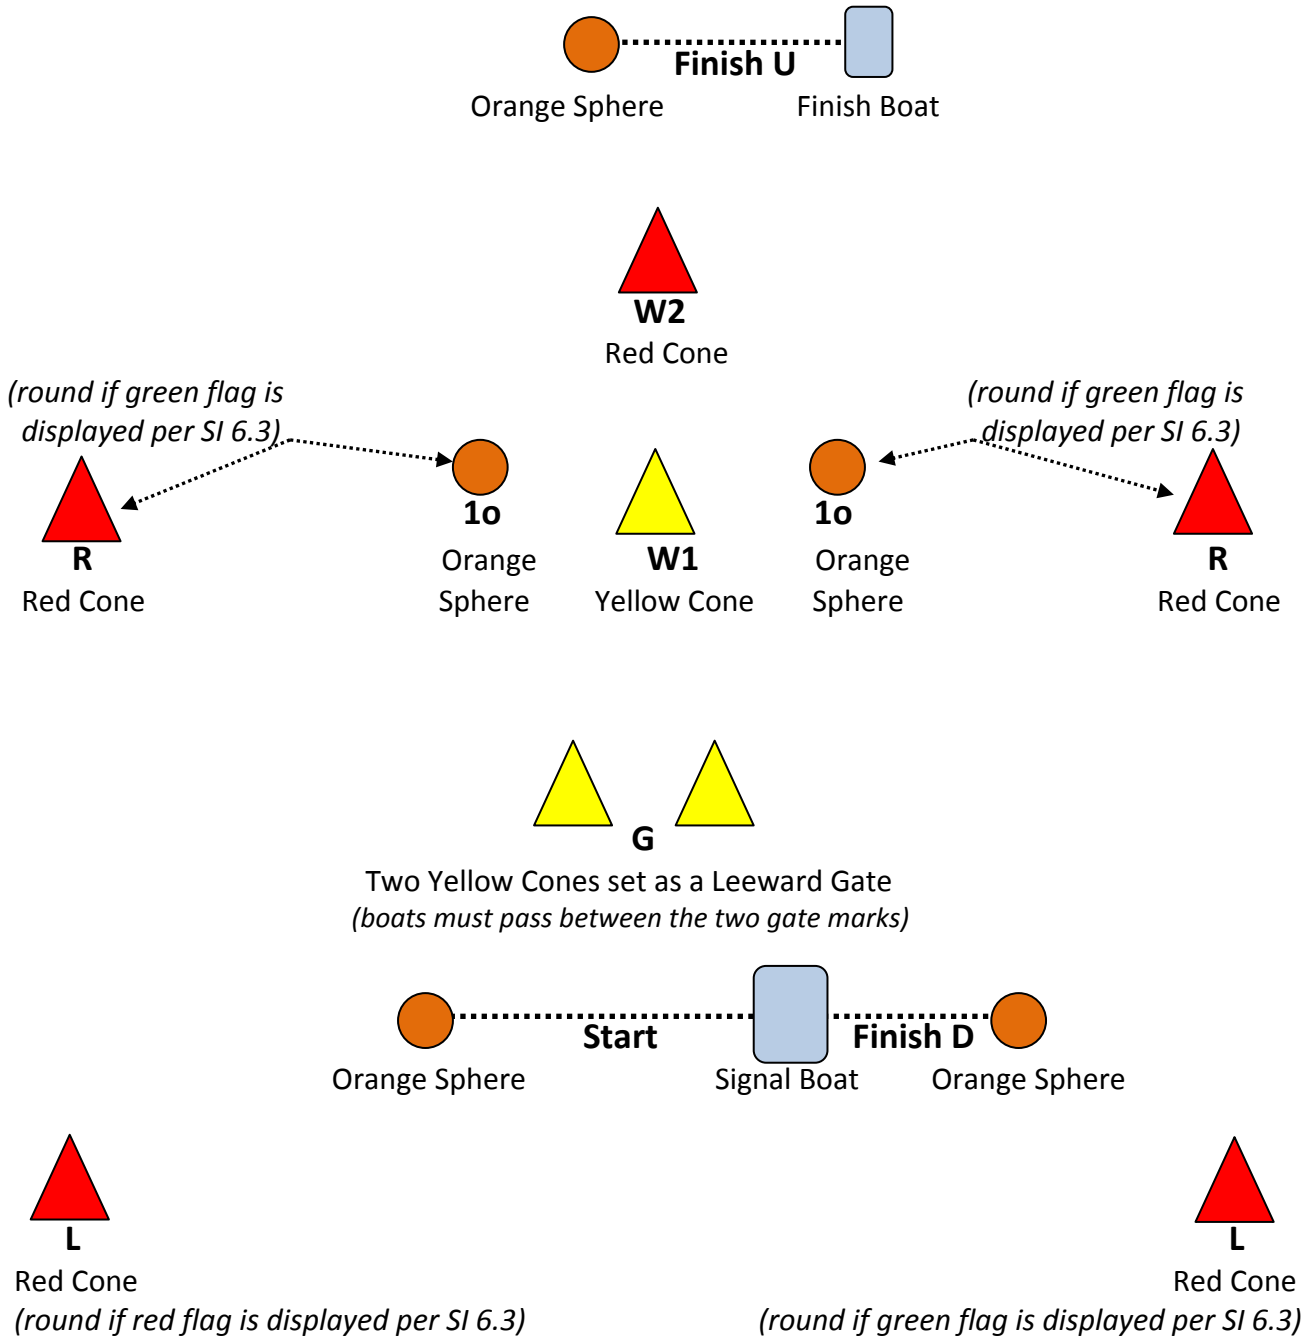 Finish U
Orange Sphere
Finish Boat
W2
Red Cone
(round if green flag is
displayed per SI 6.3)
(round if green flag is
displayed per SI 6.3)
R
Red Cone
1o
Orange
Sphere
W1
Yellow Cone
1o
Orange
Sphere
R
Red Cone
G
Two Yellow Cones set as a Leeward Gate
(boats must pass between the two gate marks)
Start
Finish D
Orange Sphere
Signal Boat
Orange Sphere
L
Red Cone
(round if red flag is displayed per SI 6.3)
L
Red Cone
(round if green flag is displayed per SI 6.3)